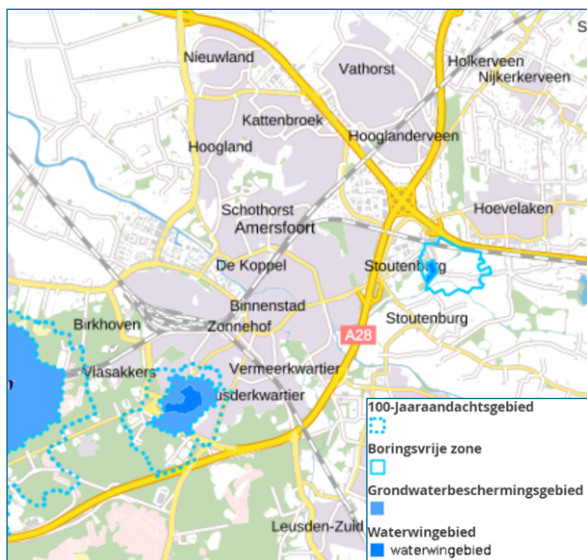 S
Nieuwland
Vathorst
Holkerveen
Nijkerkerveen
Kattenbroek
Hooglanderveen
Hoogland
Schothorst
Amersfoort
Hoevelaken
De Koppel
Stoutenburg
Binnenstad
Birkhoven
Zonnehof
Stoutenburg
A28
Vlasakkers
Vermeerkwartier
n
usderkwartier
Leusden-Zuid
100-Jaaraandachtsgebied
Boringsvrije zone
Grondwaterbeschermingsgebied
Waterwingebied
waterwingebied